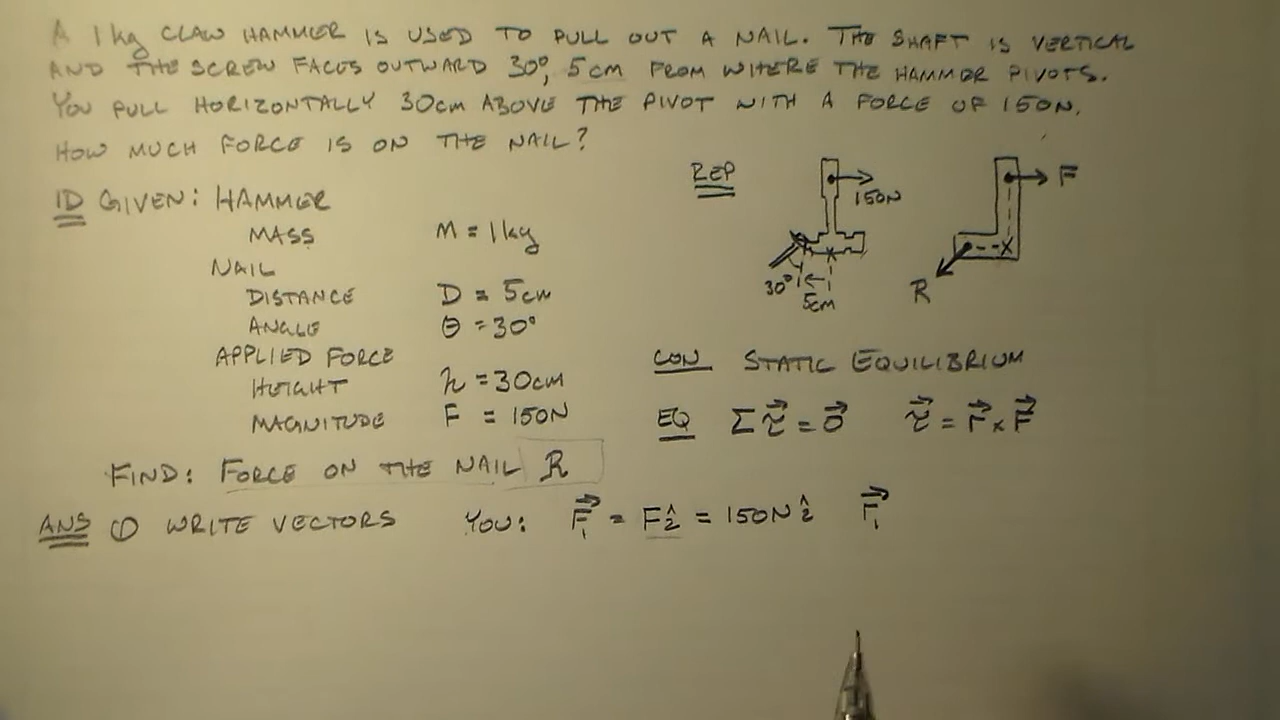 A 1kg CLAW HAMMER IS USED TO PULL OUT A NAIL. THE SHAFT IS VERTICAL
AND THE SCREW FACES OUTWARD 30°, 5cm FROM WHERE THE HAMMER PIVOTS.
YOU PULL HORIZONTALLY 30cm ABOVE THE PIVOT WITH A FORCE OF 150N.
HOW MUCH FORCE IS ON THE NAIL?
ID GIVEN: HAMMER
MASS M = 1kg
NAIL
DISTANCE D = 5cm
ANGLE θ = 30°
APPLIED FORCE
HEIGHT h = 30cm
MAGNITUDE F = 150N
FIND: FORCE ON THE NAIL R
REP
150N
30°
5cm
F
R
CON STATIC EQUILIBRIUM
EQ Σ τ⃗ = 0⃗ τ⃗ = r⃗ × F⃗
ANS ① WRITE VECTORS YOU: F⃗₁ = F î = 150N î r⃗₁